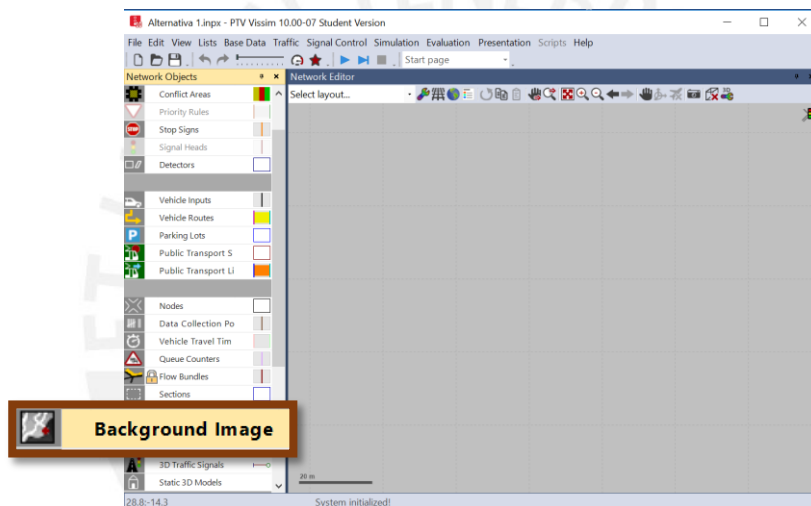 Alternativa 1.inpx - PTV Vissim 10.00-07 Student Version
File Edit View Lists Base Data Traffic Signal Control Simulation Evaluation Presentation Scripts Help
Start page
Network Objects
Network Editor
Select layout...
Conflict Areas
Priority Rules
Stop Signs
STOP
Signal Heads
Detectors
Vehicle Inputs
Vehicle Routes
P
Parking Lots
Public Transport S
Public Transport Li
Nodes
Data Collection Po
Vehicle Travel Tim
Queue Counters
Flow Bundles
Sections
Background Image
3D Traffic Signals
Static 3D Models
20 m
28.8:-14.3
System initialized!